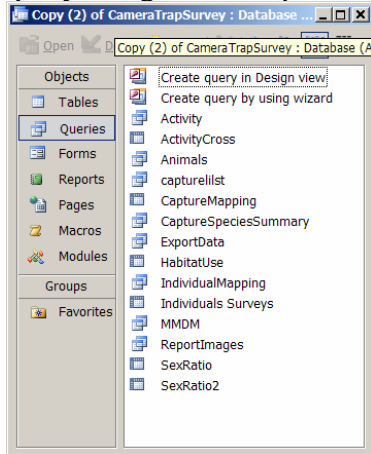 Copy (2) of CameraTrapSurvey : Database ...
Open
Copy (2) of CameraTrapSurvey : Database (A
Objects
Tables
Queries
Forms
Reports
Pages
Macros
Modules
Groups
Favorites
Create query in Design view
Create query by using wizard
Activity
ActivityCross
Animals
capturelilst
CaptureMapping
CaptureSpeciesSummary
ExportData
HabitatUse
IndividualMapping
Individuals Surveys
MMDM
ReportImages
SexRatio
SexRatio2